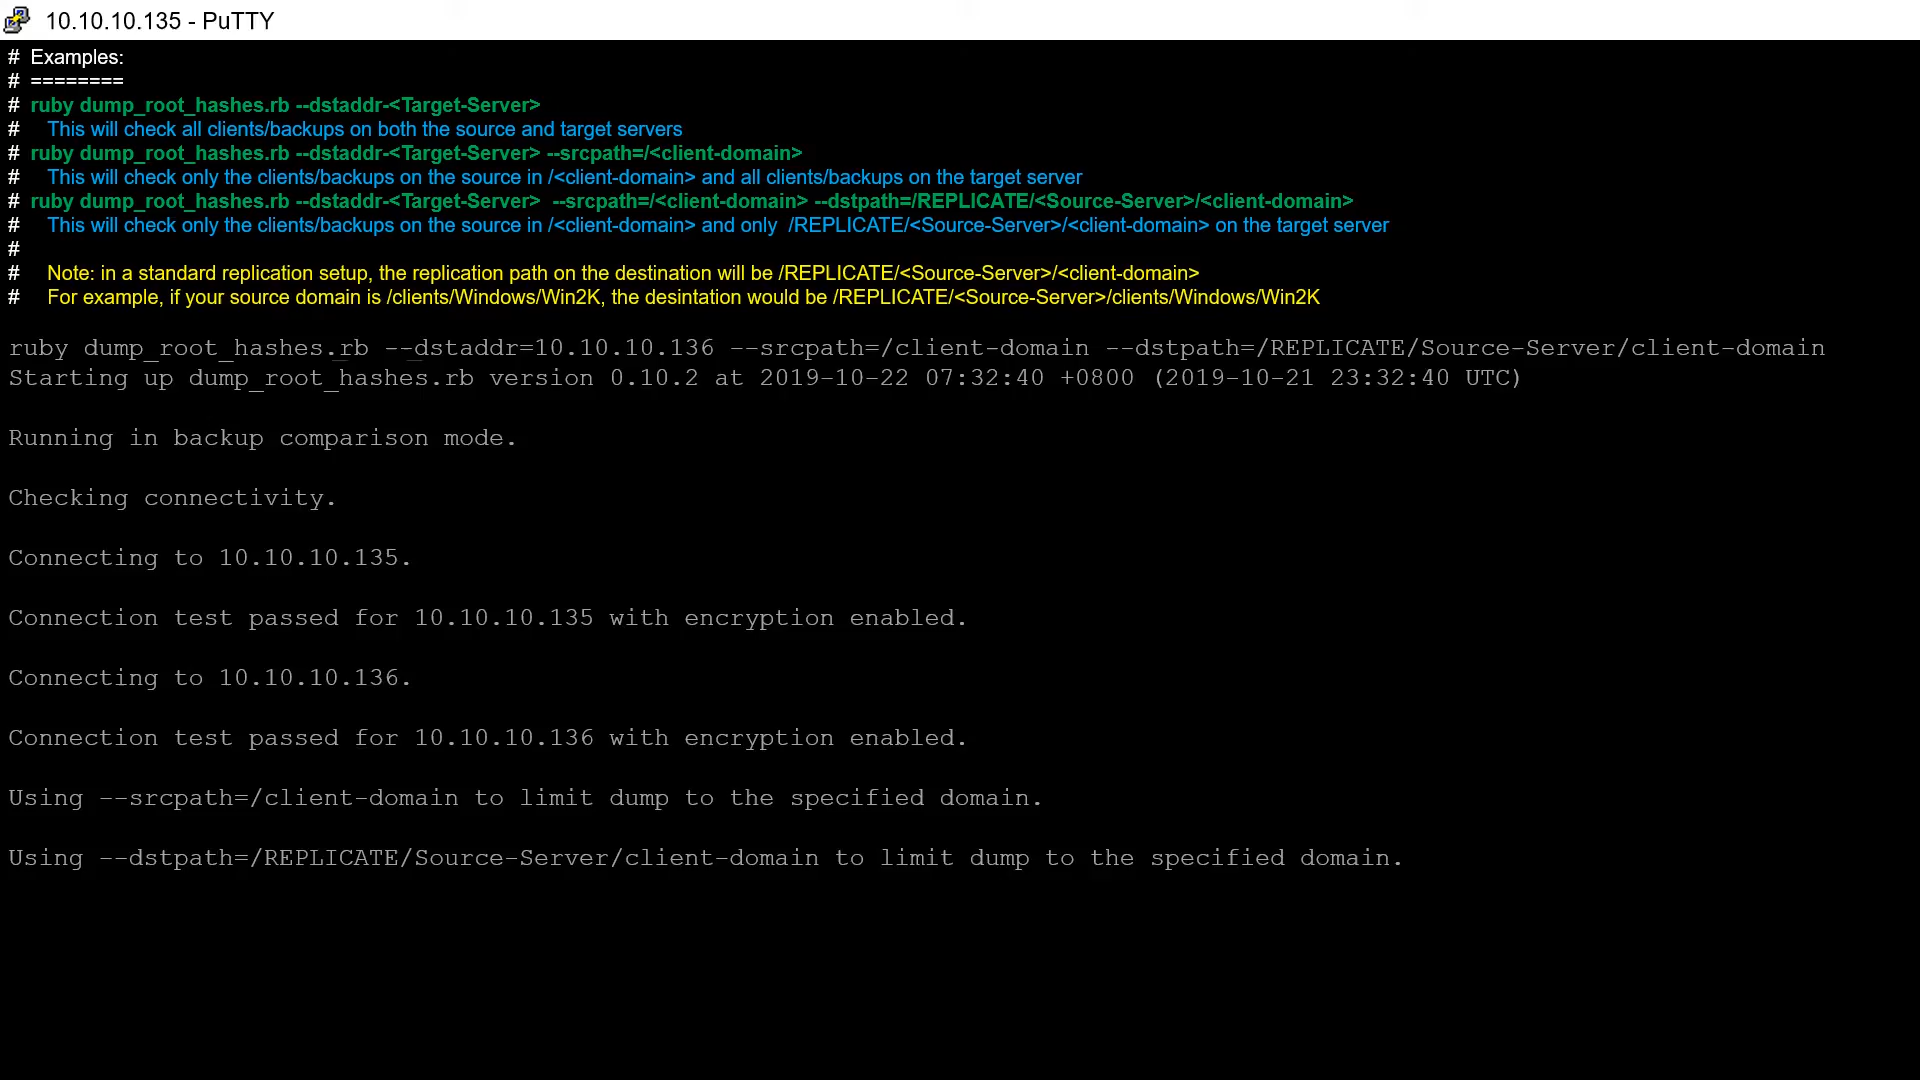 10.10.10.135 - PuTTY
# Examples:
# ========
# ruby dump_root_hashes.rb --dstaddr-<Target-Server>
# This will check all clients/backups on both the source and target servers
# ruby dump_root_hashes.rb --dstaddr-<Target-Server> --srcpath=/<client-domain>
# This will check only the clients/backups on the source in /<client-domain> and all clients/backups on the target server
# ruby dump_root_hashes.rb --dstaddr-<Target-Server> --srcpath=/<client-domain> --dstpath=/REPLICATE/<Source-Server>/<client-domain>
# This will check only the clients/backups on the source in /<client-domain> and only /REPLICATE/<Source-Server>/<client-domain> on the target server
#
# Note: in a standard replication setup, the replication path on the destination will be /REPLICATE/<Source-Server>/<client-domain>
# For example, if your source domain is /clients/Windows/Win2K, the desintation would be /REPLICATE/<Source-Server>/clients/Windows/Win2K
ruby dump_root_hashes.rb --dstaddr=10.10.10.136 --srcpath=/client-domain --dstpath=/REPLICATE/Source-Server/client-domain
Starting up dump_root_hashes.rb version 0.10.2 at 2019-10-22 07:32:40 +0800 (2019-10-21 23:32:40 UTC)
Running in backup comparison mode.
Checking connectivity.
Connecting to 10.10.10.135.
Connection test passed for 10.10.10.135 with encryption enabled.
Connecting to 10.10.10.136.
Connection test passed for 10.10.10.136 with encryption enabled.
Using --srcpath=/client-domain to limit dump to the specified domain.
Using --dstpath=/REPLICATE/Source-Server/client-domain to limit dump to the specified domain.